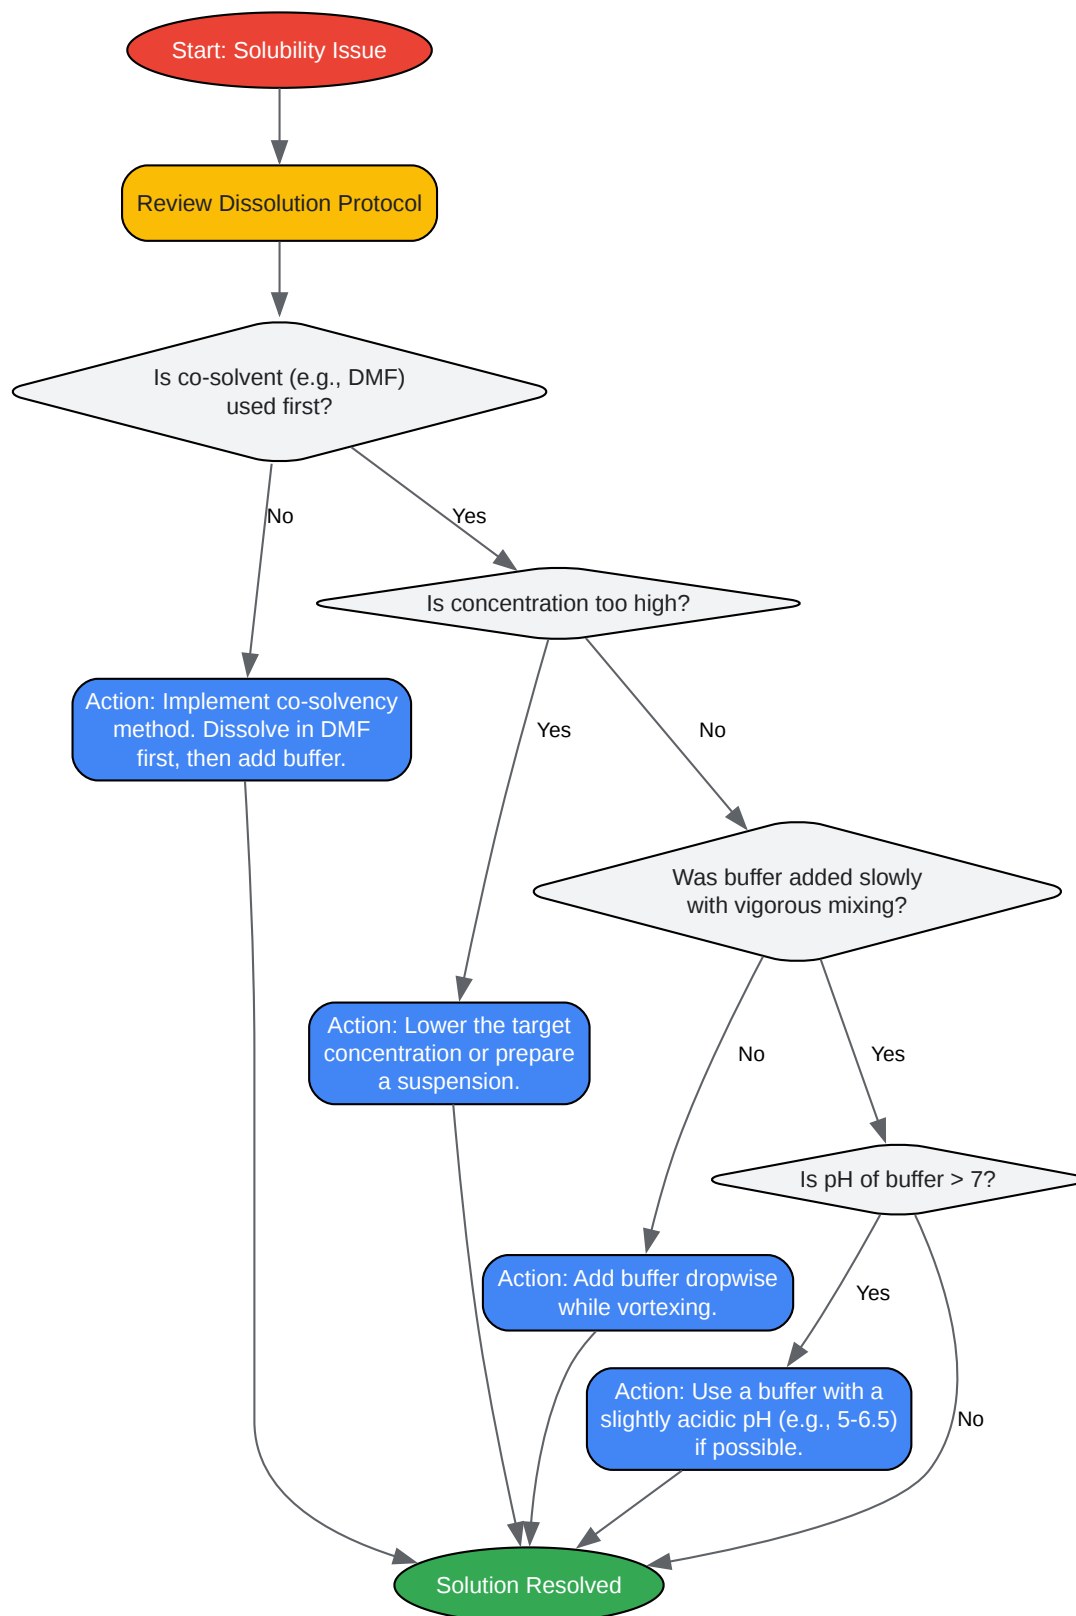 Start: Solubility Issue
Review Dissolution Protocol
Is co-solvent (e.g., DMF)
used first?
No
Yes
Is concentration too high?
Action: Implement co-solvency
method. Dissolve in DMF
first, then add buffer.
Yes
No
Was buffer added slowly
with vigorous mixing?
Action: Lower the target
concentration or prepare
a suspension.
No
Yes
Is pH of buffer > 7?
Action: Add buffer dropwise
while vortexing.
Yes
Action: Use a buffer with a
slightly acidic pH (e.g., 5-6.5)
if possible.
No
Solution Resolved